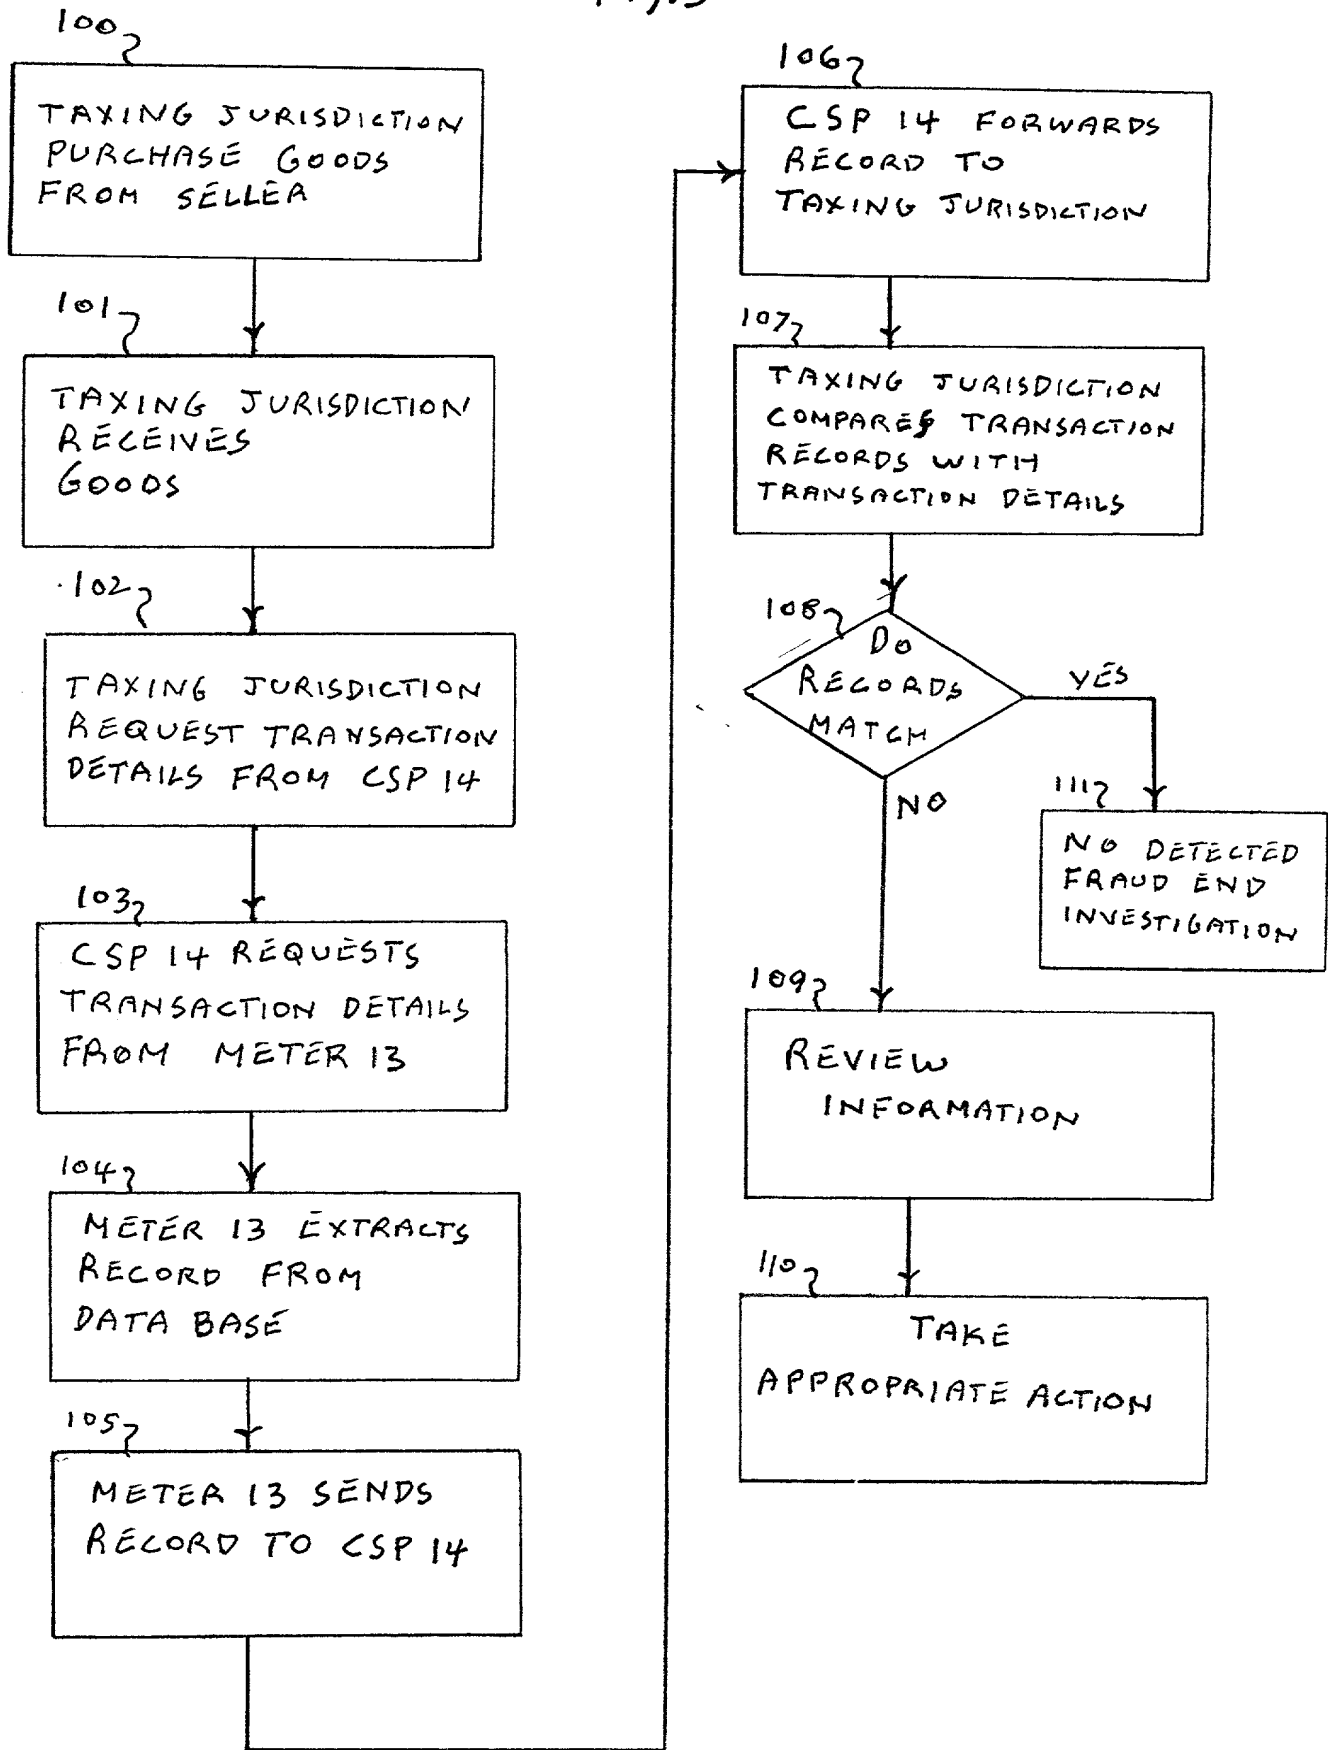 100
TAXING JURISDICTION
PURCHASE GOODS
FROM SELLER
101
TAXING JURISDICTION
RECEIVES
GOODS
102
TAXING JURISDICTION
REQUEST TRANSACTION
DETAILS FROM CSP 14
103
CSP 14 REQUESTS
TRANSACTION DETAILS
FROM METER 13
104
METER 13 EXTRACTS
RECORD FROM
DATA BASE
105
METER 13 SENDS
RECORD TO CSP 14
106
CSP 14 FORWARDS
RECORD TO
TAXING JURISDICTION
107
TAXING JURISDICTION
COMPARES TRANSACTION
RECORDS WITH
TRANSACTION DETAILS
108
DO
RECORDS
MATCH
YES
NO
111
NO DETECTED
FRAUD END
INVESTIGATION
109
REVIEW
INFORMATION
110
TAKE
APPROPRIATE ACTION